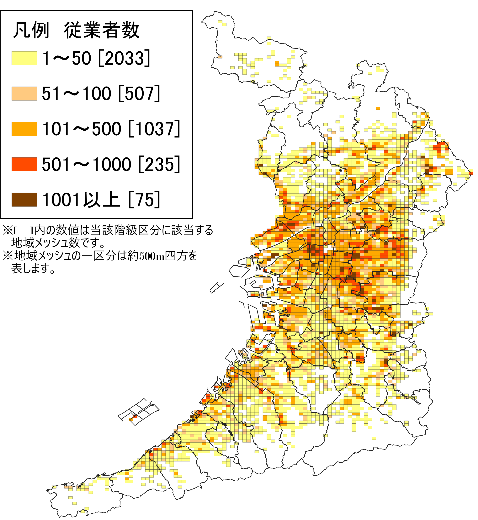 凡例 従業者数
1～50 [2033]
51～100 [507]
101～500 [1037]
501～1000 [235]
1001以上 [75]
※[ ]内の数値は当該階級区分に該当する
地域メッシュ数です。
※地域メッシュの一区分は約500m四方を
表します。